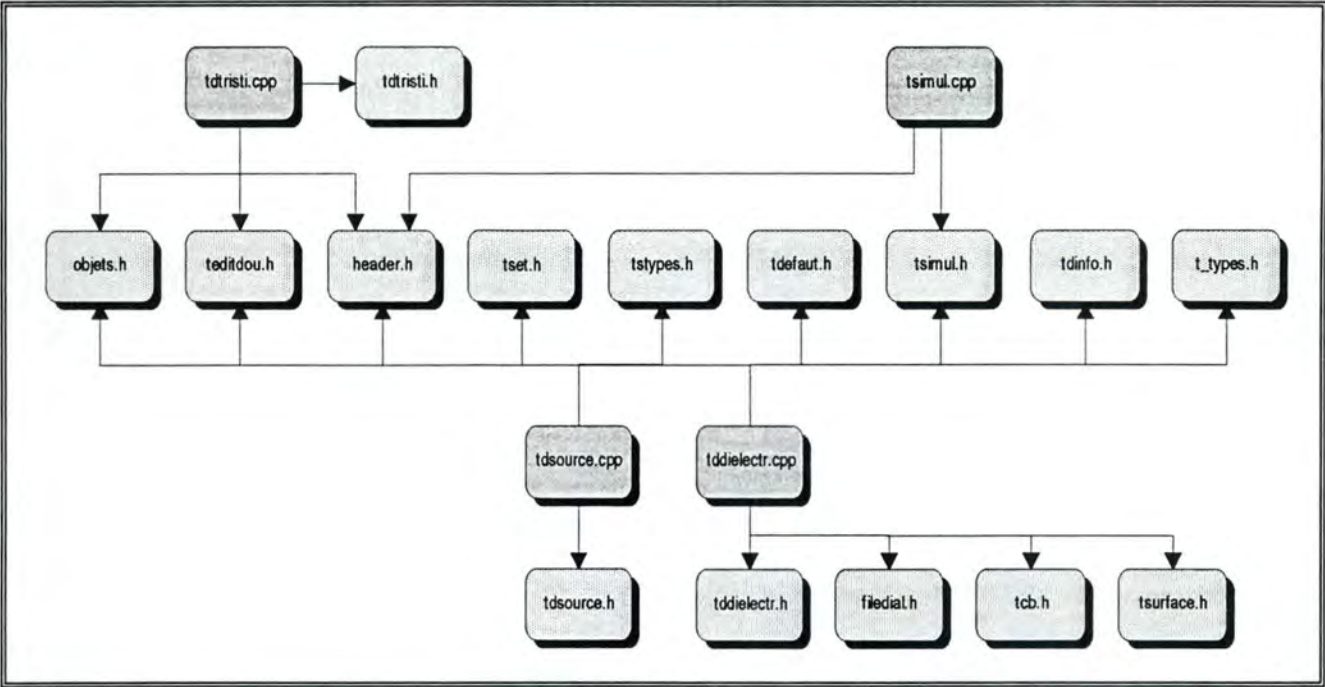 tdtristi.cpp
tdtristi.h
tsimul.cpp
objets.h
teditdou.h
header.h
tset.h
tstypes.h
tdefaut.h
tsimul.h
tdinfo.h
t_types.h
tdsource.cpp
tddielectr.cpp
tdsource.h
tddielectr.h
filedial.h
tcb.h
tsurface.h